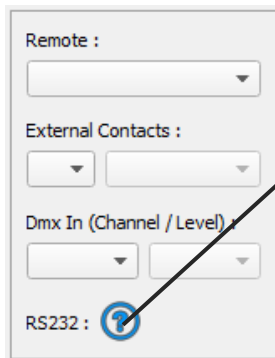 Remote :
External Contacts :
Dmx In (Channel / Level) :
RS232 : ?